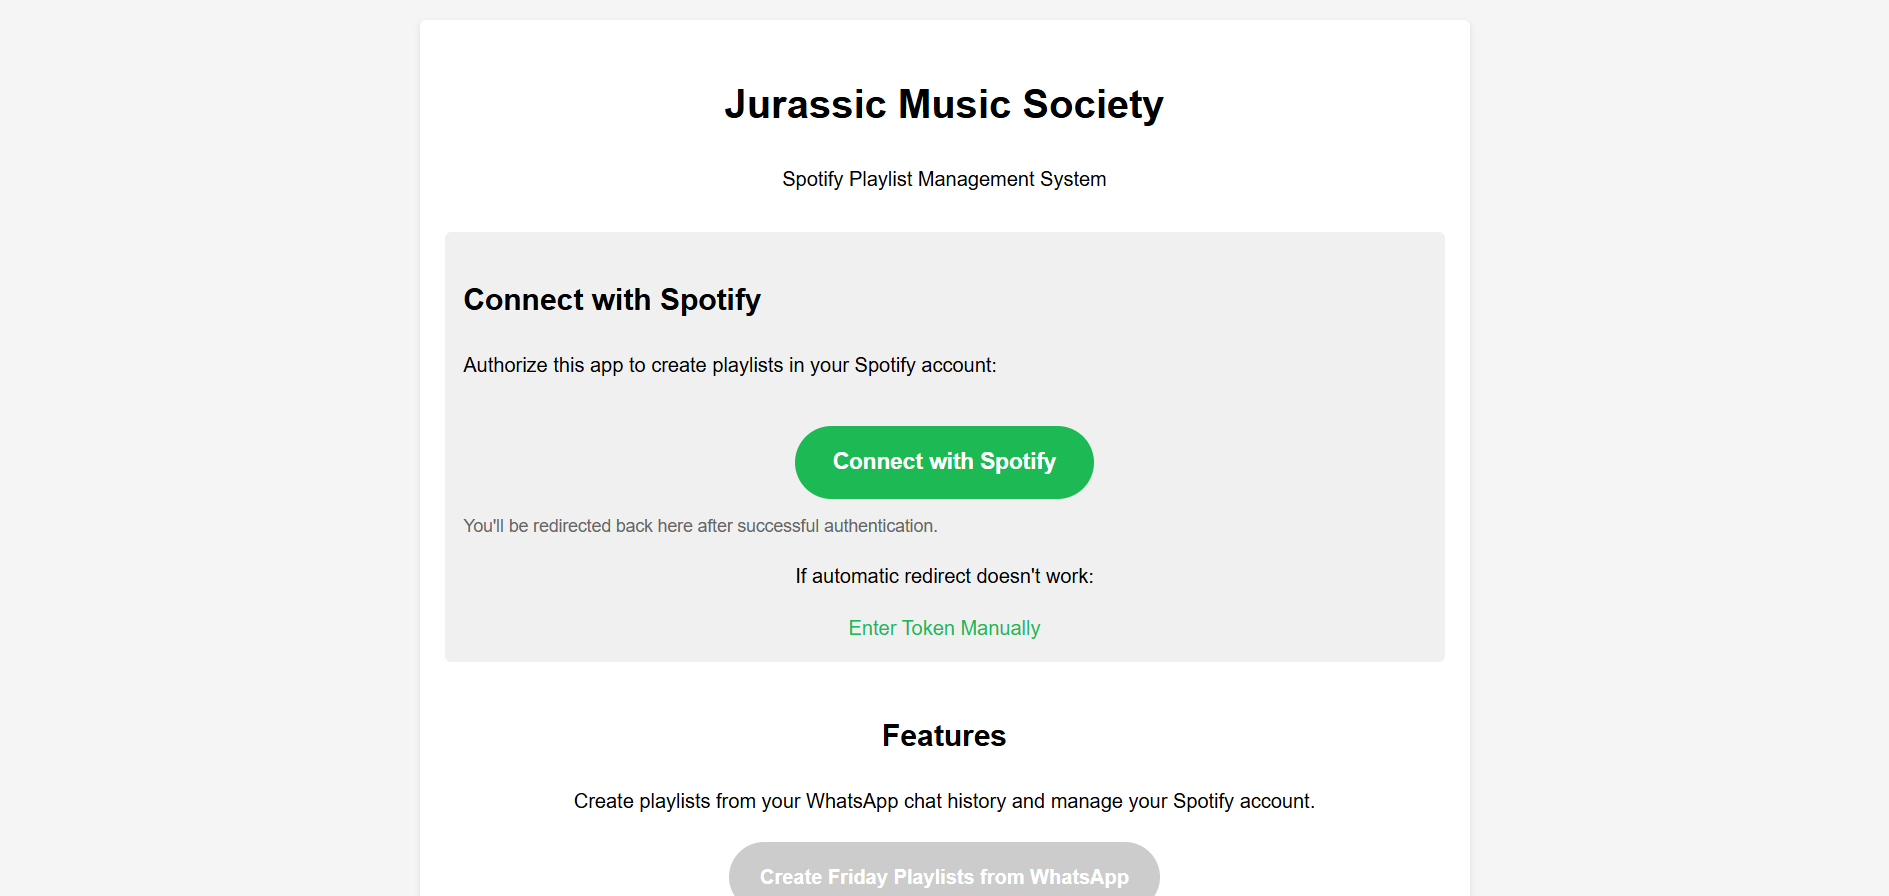 Jurassic Music Society
Spotify Playlist Management System
Connect with Spotify
Authorize this app to create playlists in your Spotify account:
Connect with Spotify
You'll be redirected back here after successful authentication.
If automatic redirect doesn't work:
Enter Token Manually
Features
Create playlists from your WhatsApp chat history and manage your Spotify account.
Create Friday Playlists from WhatsApp